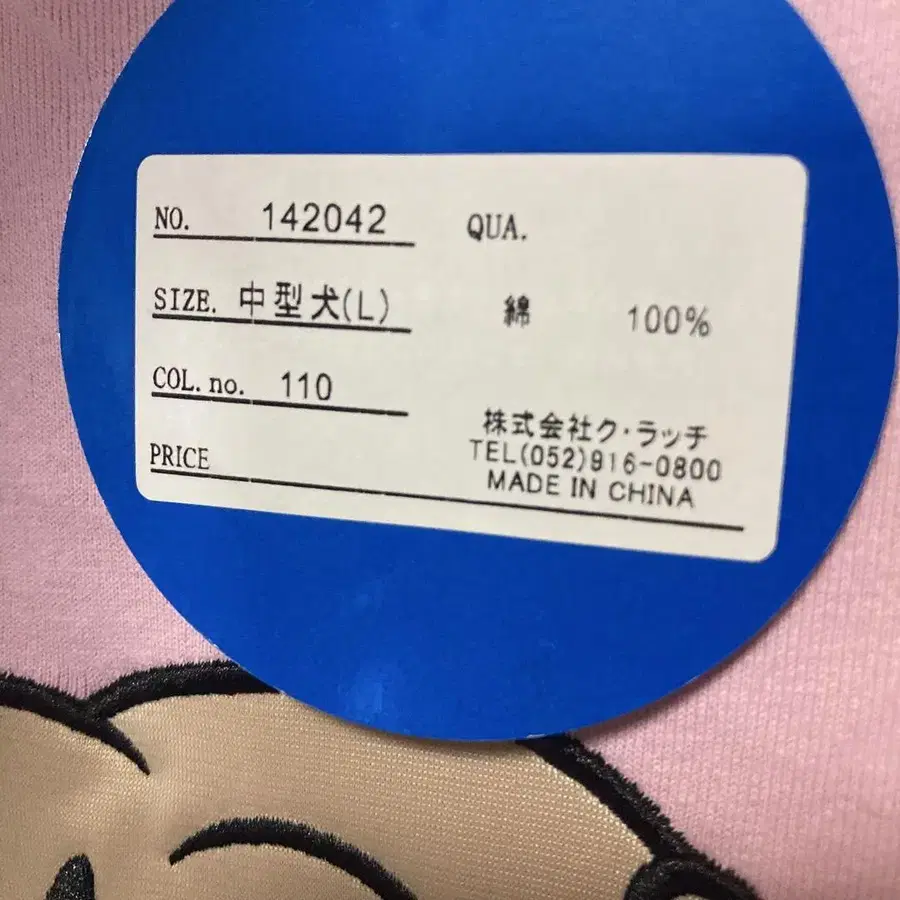 NO. 142042
QUA.
SIZE. 中型犬(L)
綿 100%
COL. no. 110
PRICE
株式会社ク・ラッチ
TEL(052)916-0800
MADE IN CHINA